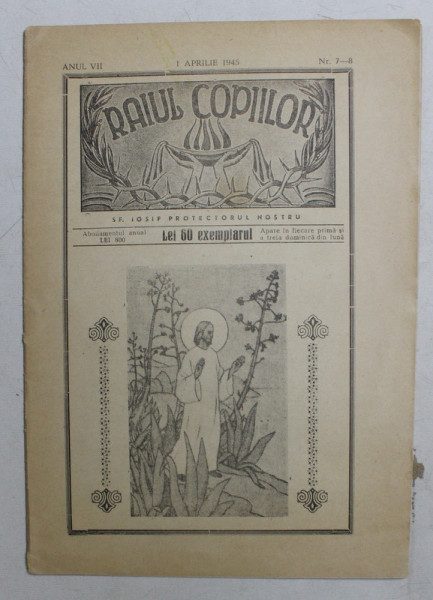 ANUL VII 1 APRILIE 1945 Nr. 7—8
RAIUL COPIILOR
SF. IOSIF PROTECTORUL NOSTRU
Abonamentul anual
LEI 800
Lei 50 exemplarul
Apare în fiecare primă și
a treia duminică din lună